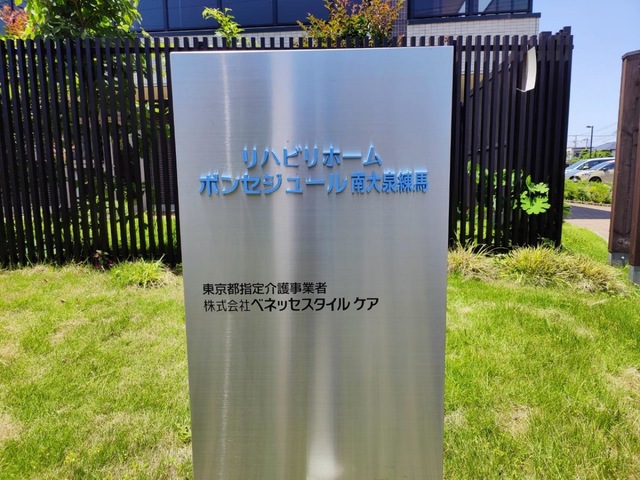 リハビリホーム
ボンセジュール南大泉練馬
東京都指定介護事業者
株式会社ベネッセスタイル ケア